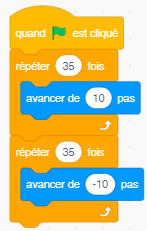 quand est cliqué
répéter 35 fois
avancer de 10 pas
répéter 35 fois
avancer de -10 pas